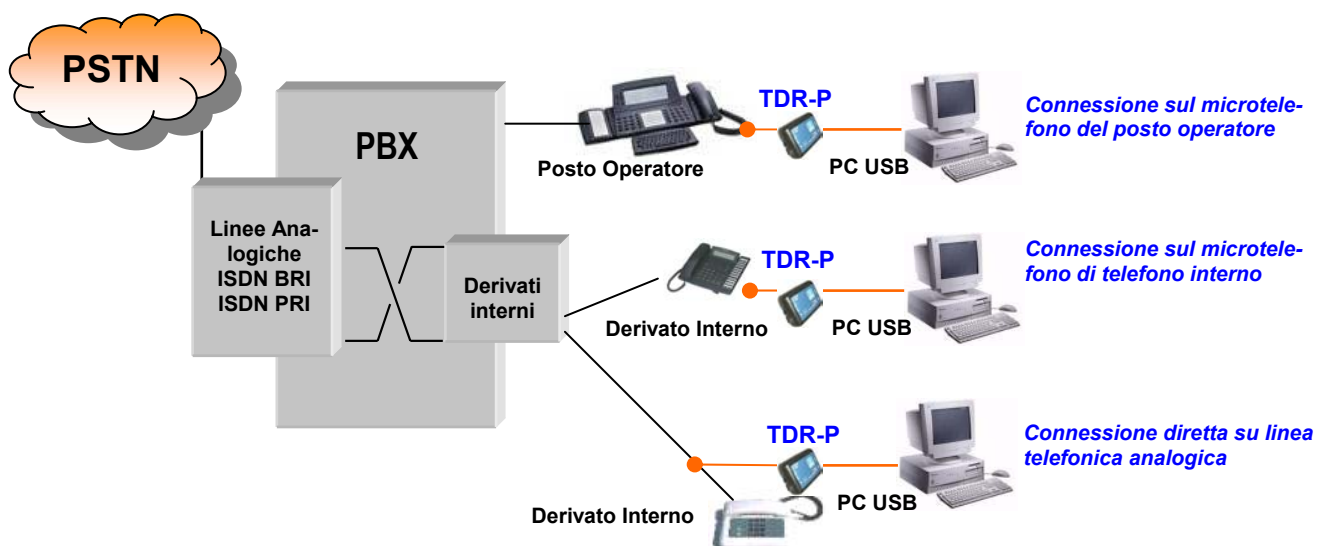 PSTN
PBX
Linee Ana-
logiche
ISDN BRI
ISDN PRI
Derivati
interni
TDR-P
Posto Operatore
PC USB
Connessione sul microtele-
fono del posto operatore
TDR-P
Derivato Interno
PC USB
Connessione sul microtele-
fono di telefono interno
TDR-P
Derivato Interno
PC USB
Connessione diretta su linea
telefonica analogica